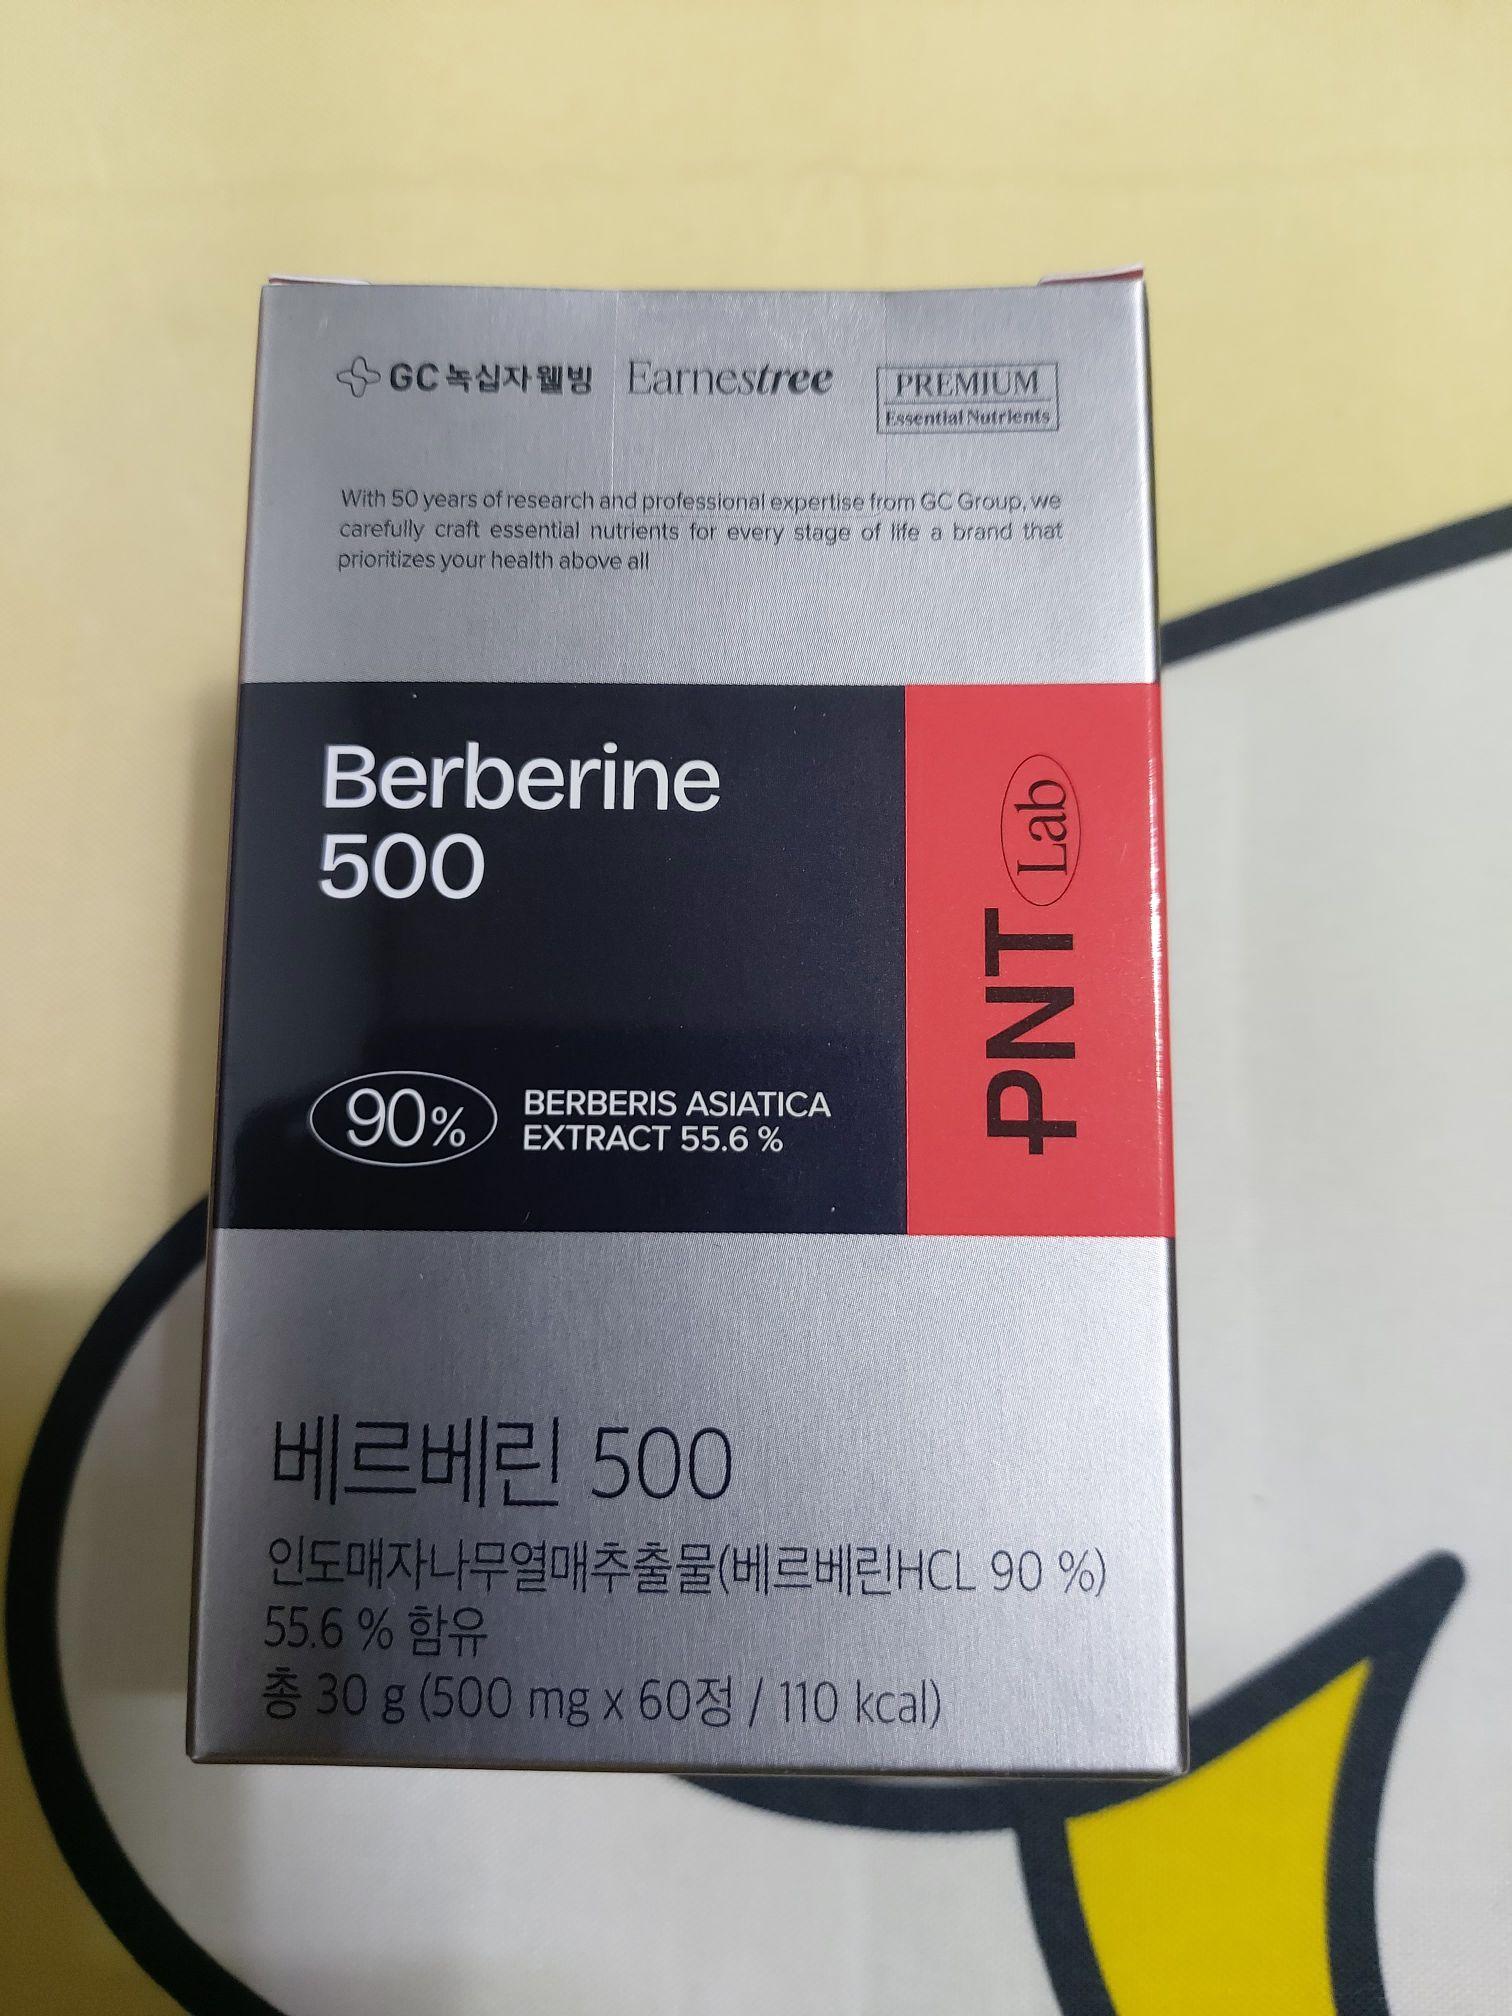 GC 녹십자웰빙
Earnestree
PREMIUM
Essential Nutrients
With 50 years of research and professional expertise from GC Group, we
carefully craft essential nutrients for every stage of life a brand that
prioritizes your health above all
Berberine
500
PNT Lab
90%
BERBERIS ASIATICA
EXTRACT 55.6 %
베르베린 500
인도매자나무열매추출물(베르베린HCL 90 %)
55.6 % 함유
총 30 g (500 mg x 60정 / 110 kcal)